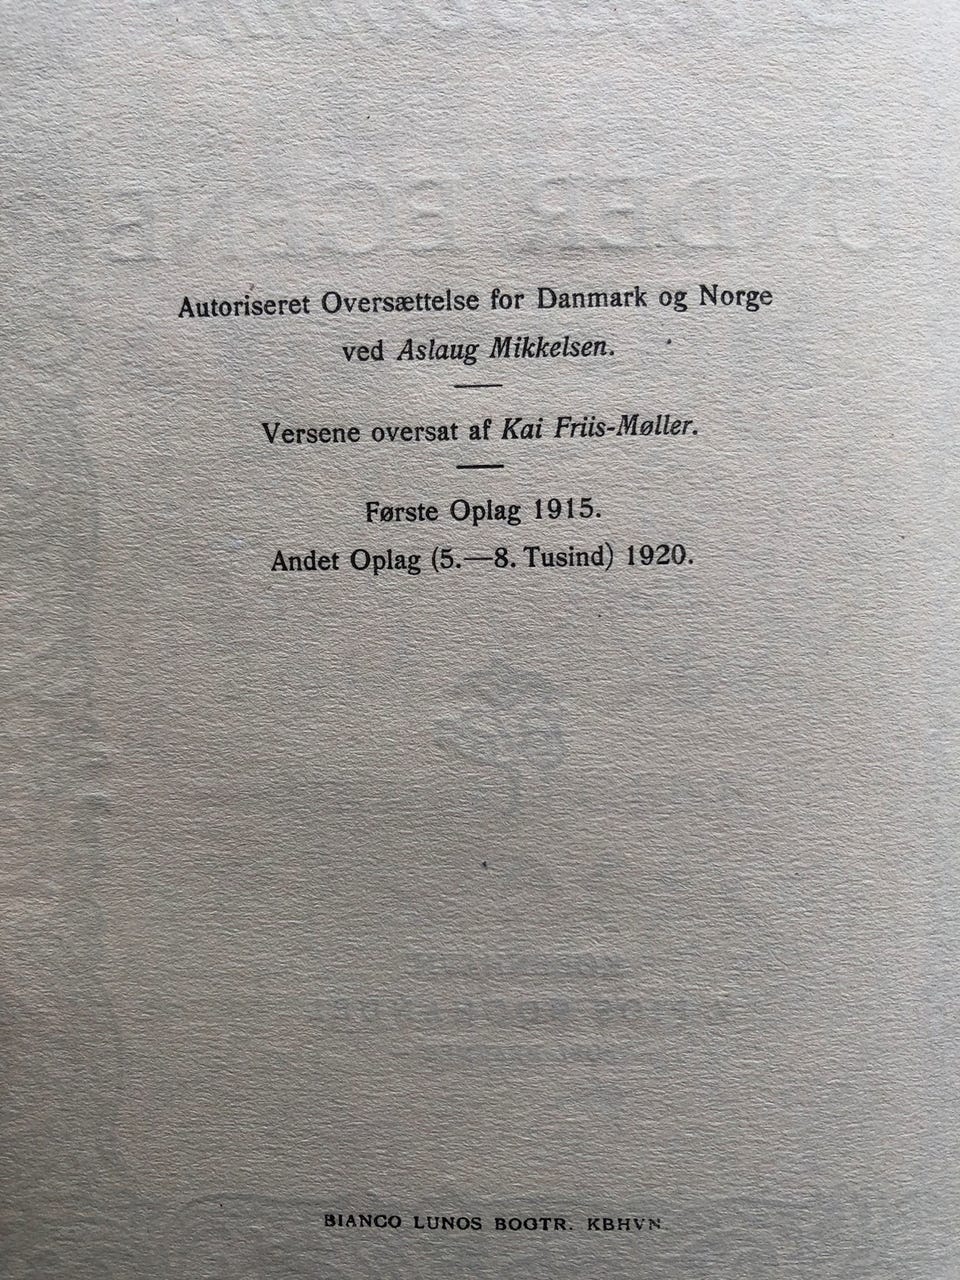 Autoriseret Oversættelse for Danmark og Norge
ved Aslaug Mikkelsen.
Versene oversat af Kai Friis-Møller.
Første Oplag 1915.
Andet Oplag (5.—8. Tusind) 1920.
BIANCO LUNOS BOGTR. KBHVN